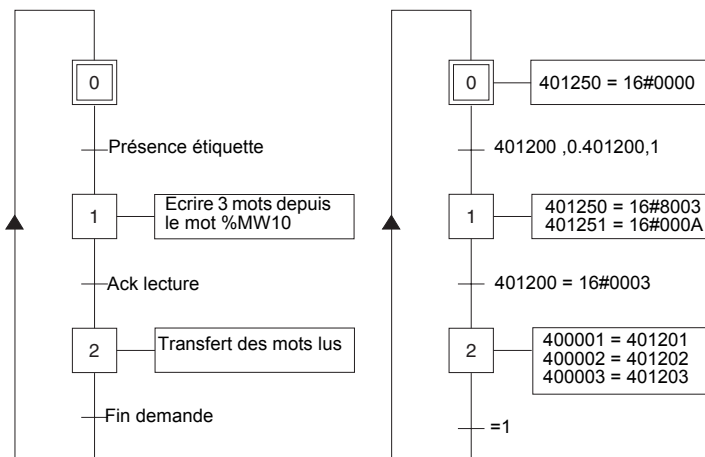 0
Présence étiquette
1
Ecrire 3 mots depuis
le mot %MW10
Ack lecture
2
Transfert des mots lus
Fin demande
0
401250 = 16#0000
401200 ,0.401200,1
1
401250 = 16#8003
401251 = 16#000A
401200 = 16#0003
2
400001 = 401201
400002 = 401202
400003 = 401203
=1